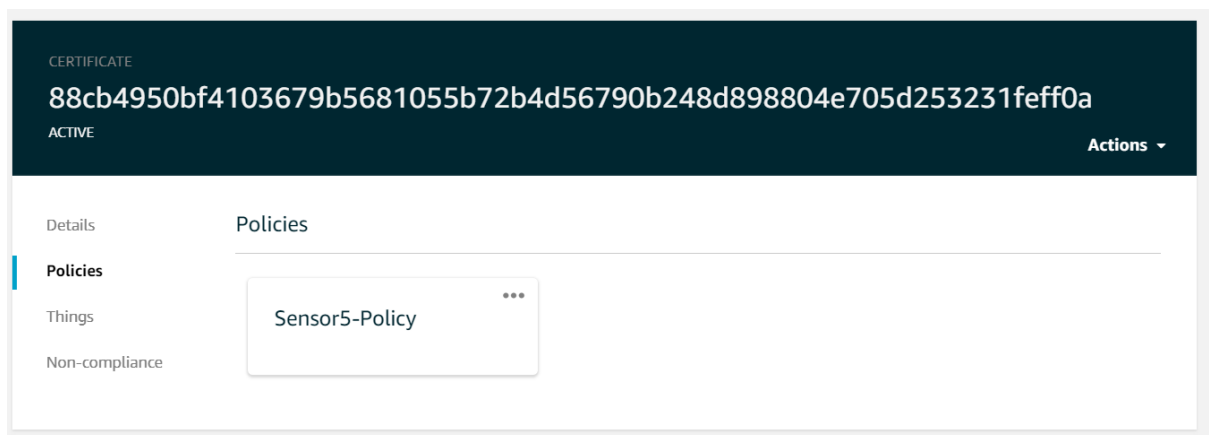 CERTIFICATE
88cb4950bf4103679b5681055b72b4d56790b248d898804e705d253231feff0a
ACTIVE
Actions
Details
Policies
Policies
Things
Non-compliance
Sensor5-Policy